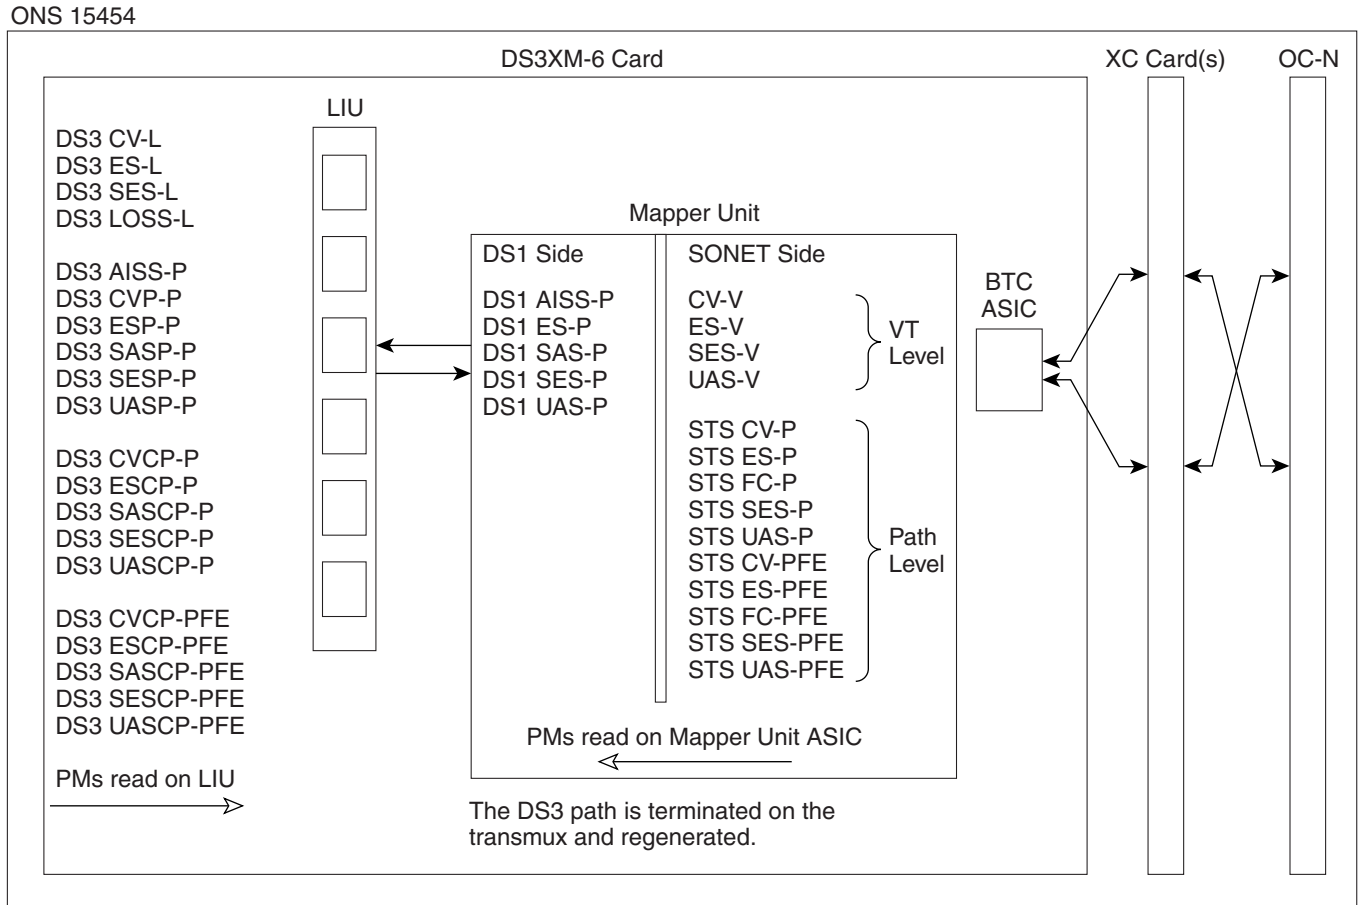 ONS 15454
DS3XM-6 Card
XC Card(s)
OC-N
LIU
DS3 CV-L
DS3 ES-L
DS3 SES-L
DS3 LOSS-L
DS3 AISS-P
DS3 CVP-P
DS3 ESP-P
DS3 SASP-P
DS3 SESP-P
DS3 UASP-P
DS3 CVCP-P
DS3 ESCP-P
DS3 SASCP-P
DS3 SESCP-P
DS3 UASCP-P
DS3 CVCP-PFE
DS3 ESCP-PFE
DS3 SASCP-PFE
DS3 SESCP-PFE
DS3 UASCP-PFE
PMs read on LIU
Mapper Unit
DS1 Side
DS1 AISS-P
DS1 ES-P
DS1 SAS-P
DS1 SES-P
DS1 UAS-P
SONET Side
CV-V
ES-V
SES-V
UAS-V
VT
Level
STS CV-P
STS ES-P
STS FC-P
STS SES-P
STS UAS-P
STS CV-PFE
STS ES-PFE
STS FC-PFE
STS SES-PFE
STS UAS-PFE
Path
Level
PMs read on Mapper Unit ASIC
The DS3 path is terminated on the
transmux and regenerated.
BTC
ASIC